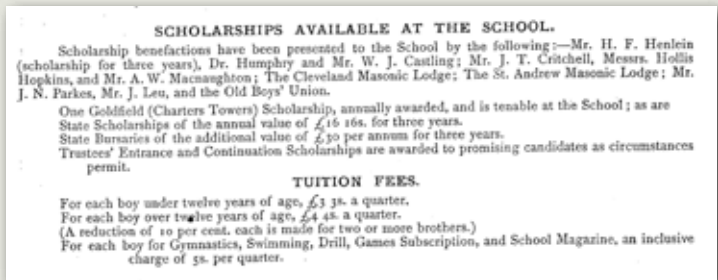 SCHOLARSHIPS AVAILABLE AT THE SCHOOL.
Scholarship benefactions have been presented to the School by the following:—Mr. H. F. Henlein
(scholarship for three years), Dr. Humphry and Mr. W. J. Castling; Mr. J. T. Critchell, Messrs. Hollis
Hopkins, and Mr. A. W. Macnaughton; The Cleveland Masonic Lodge; The St. Andrew Masonic Lodge; Mr.
J. N. Parkes, Mr. J. Leu, and the Old Boys' Union.
One Goldfield (Charters Towers) Scholarship, annually awarded, and is tenable at the School; as are
State Scholarships of the annual value of £16 16s. for three years.
State Bursaries of the additional value of £30 per annum for three years.
Trustees' Entrance and Continuation Scholarships are awarded to promising candidates as circumstances
permit.
TUITION FEES.
For each boy under twelve years of age, £3 3s. a quarter.
For each boy over twelve years of age, £4 4s. a quarter.
(A reduction of 10 per cent. each is made for two or more brothers.)
For each boy for Gymnastics, Swimming, Drill, Games Subscription, and School Magazine, an inclusive
charge of 5s. per quarter.